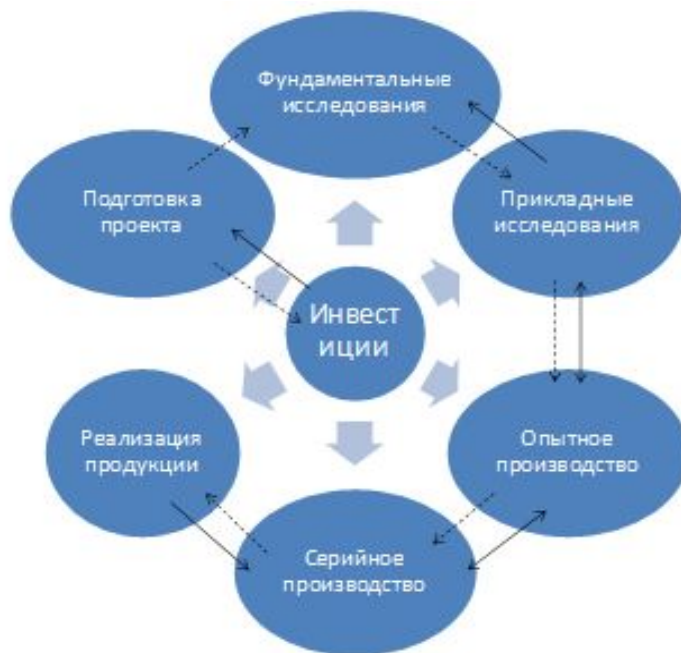 Фундаментальные
исследования
Подготовка
проекта
Прикладные
исследования
Инвест
иции
Реализация
продукции
Опытное
производство
Серийное
производство